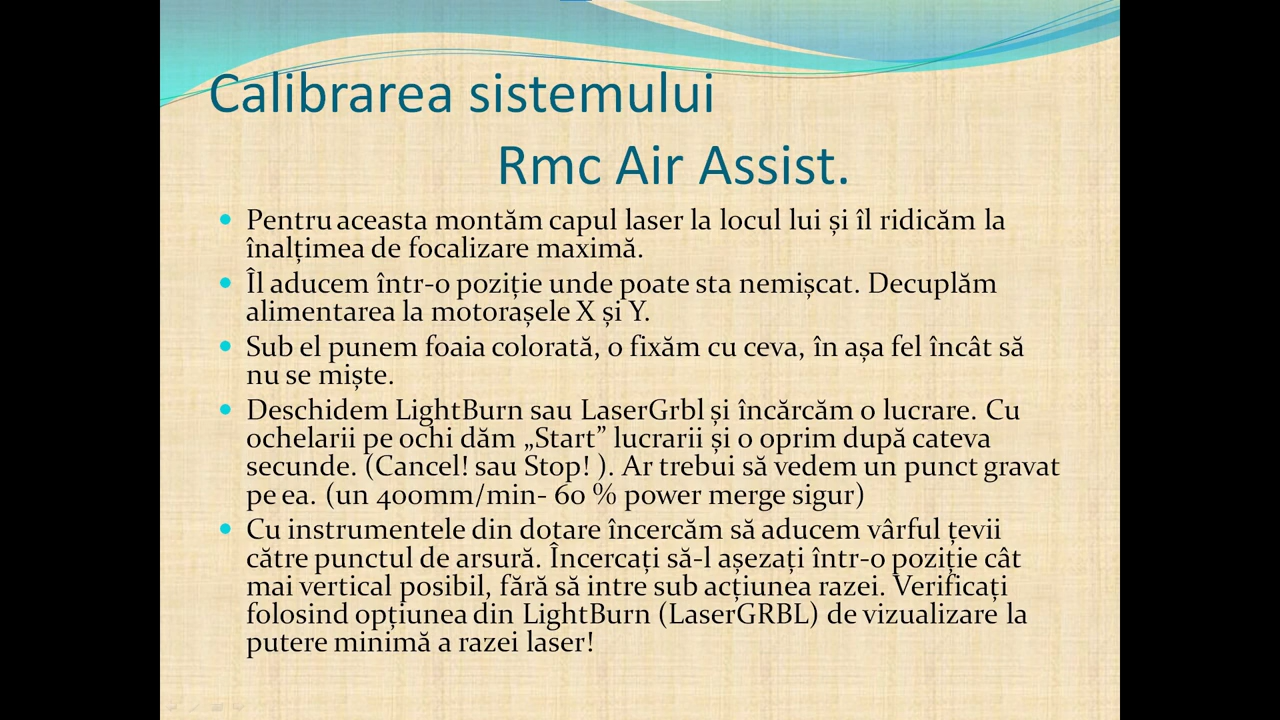 Calibrarea sistemului
Rmc Air Assist.
Pentru aceasta montăm capul laser la locul lui și îl ridicăm la
înalțimea de focalizare maximă.
Îl aducem într-o poziție unde poate sta nemișcat. Decuplăm
alimentarea la motorașele X și Y.
Sub el punem foaia colorată, o fixăm cu ceva, în așa fel încât să
nu se miște.
Deschidem LightBurn sau LaserGrbl și încărcăm o lucrare. Cu
ochelarii pe ochi dăm „Start” lucrarii și o oprim după cateva
secunde. (Cancel! sau Stop! ). Ar trebui să vedem un punct gravat
pe ea. (un 400mm/min- 60 % power merge sigur)
Cu instrumentele din dotare încercăm să aducem vârful țevii
către punctul de arsură. Încercați să-l așezați într-o poziție cât
mai vertical posibil, fără să intre sub acțiunea razei. Verificați
folosind opțiunea din LightBurn (LaserGRBL) de vizualizare la
putere minimă a razei laser!